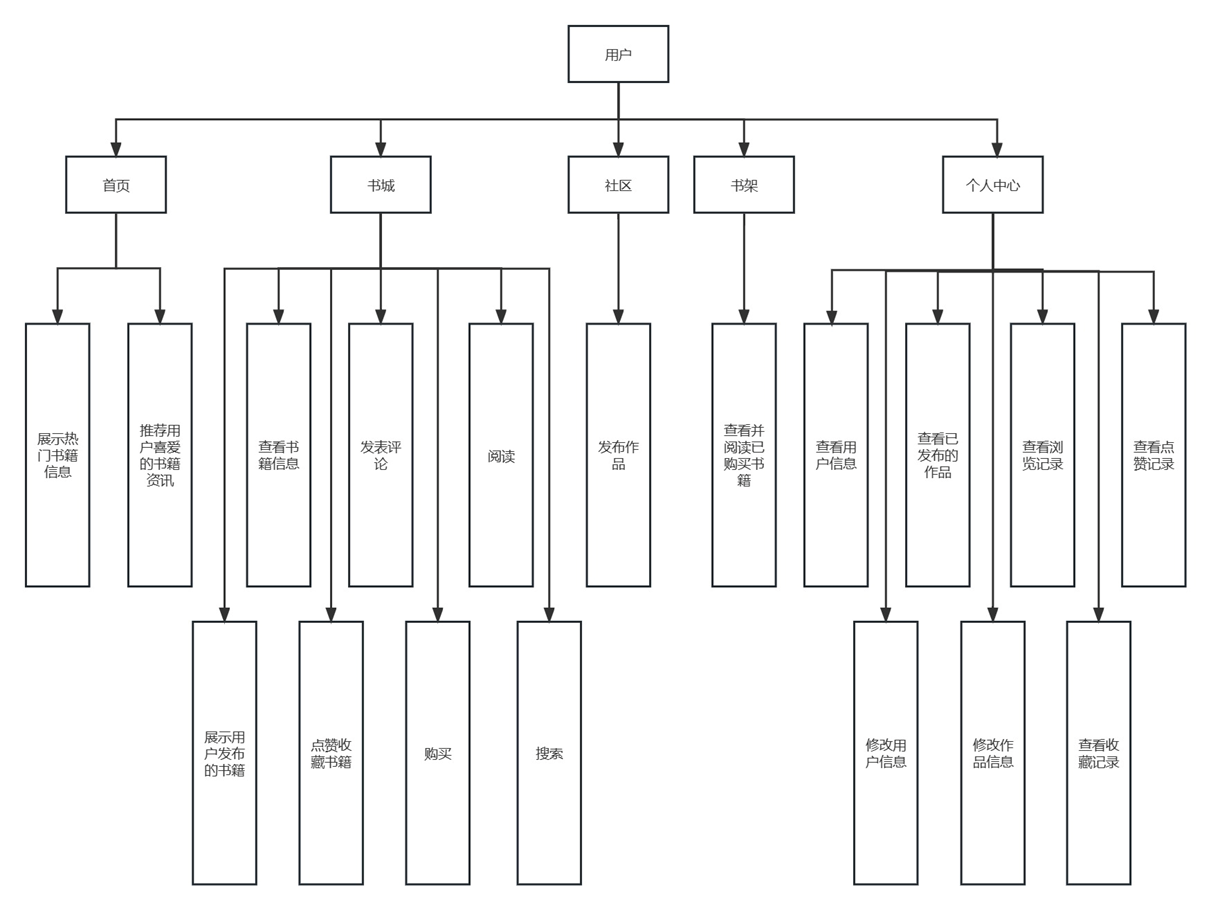 用户
首页
书城
社区
书架
个人中心
展示热
门书籍
信息
推荐用
户喜爱
的书籍
资讯
查看书
籍信息
发表评
论
阅读
发布作
品
查看并
阅读已
购买书
籍
查看用
户信息
查看已
发布的
作品
查看浏
览记录
查看点
赞记录
展示用
户发布
的书籍
点赞收
藏书籍
购买
搜索
修改用
户信息
修改作
品信息
查看收
藏记录